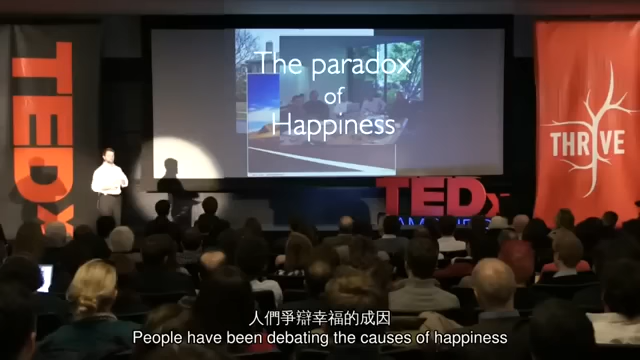 TEDx
The paradox
of
Happiness
THRIVE
TEDx
人們爭辯幸福的成因
People have been debating the causes of happiness